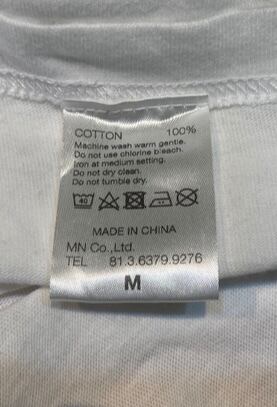 COTTON 100%
Machine wash warm gentle.
Do not use chlorine bleach.
Iron at medium setting.
Do not dry clean.
Do not tumble dry.
40
MADE IN CHINA
MN Co.,Ltd.
TEL 81.3.6379.9276
M